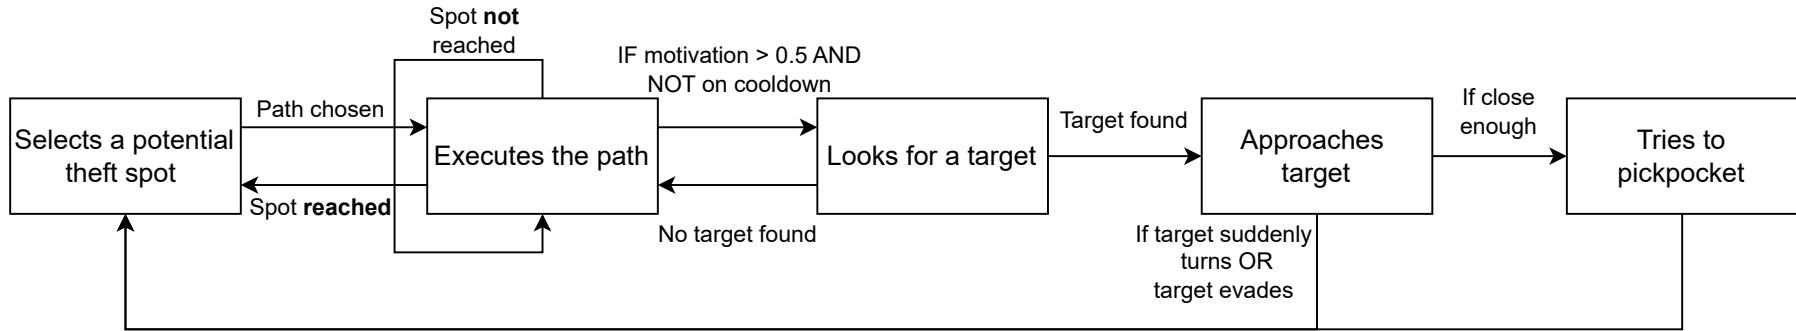 Spot not
reached
IF motivation > 0.5 AND
NOT on cooldown
Path chosen
If close
enough
Target found
Selects a potential
theft spot
Executes the path
Looks for a target
Approaches
target
Tries to
pickpocket
Spot reached
No target found
If target suddenly
turns OR
target evades